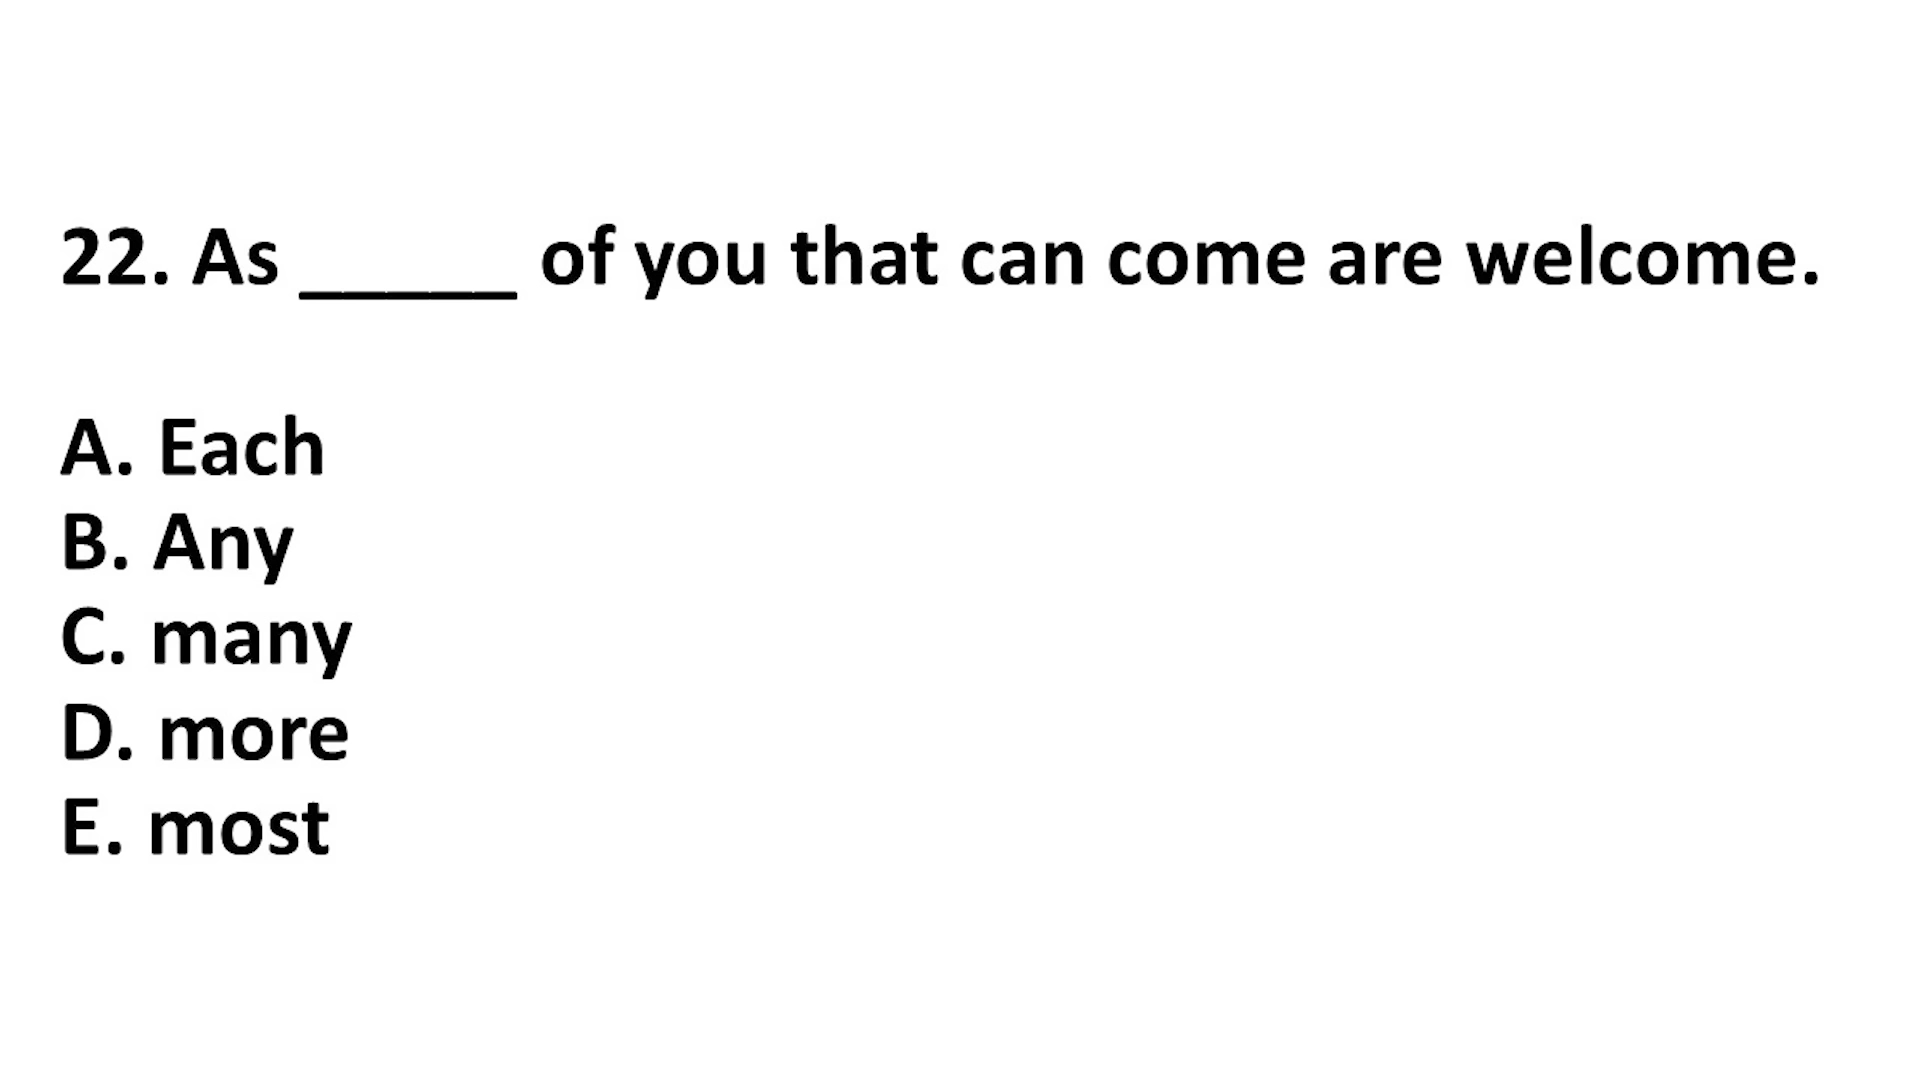 22. As _____ of you that can come are welcome.
A. Each
B. Any
C. many
D. more
E. most